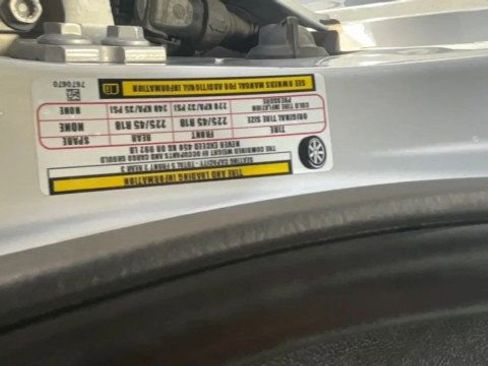 TIRE AND LOADING INFORMATION
SEATING CAPACITY - TOTAL 5 FRONT 2 REAR 3
THE COMBINED WEIGHT OF OCCUPANTS AND CARGO SHOULD
NEVER EXCEED 450 KG OR 992 LB
TIRE FRONT REAR SPARE
ORIGINAL TIRE SIZE 225/45 R18 225/45 R18 NONE
COLD TIRE INFLATION PRESSURE 220 KPA/32 PSI 240 KPA/35 PSI NONE
SEE OWNERS MANUAL FOR ADDITIONAL INFORMATION
7670670